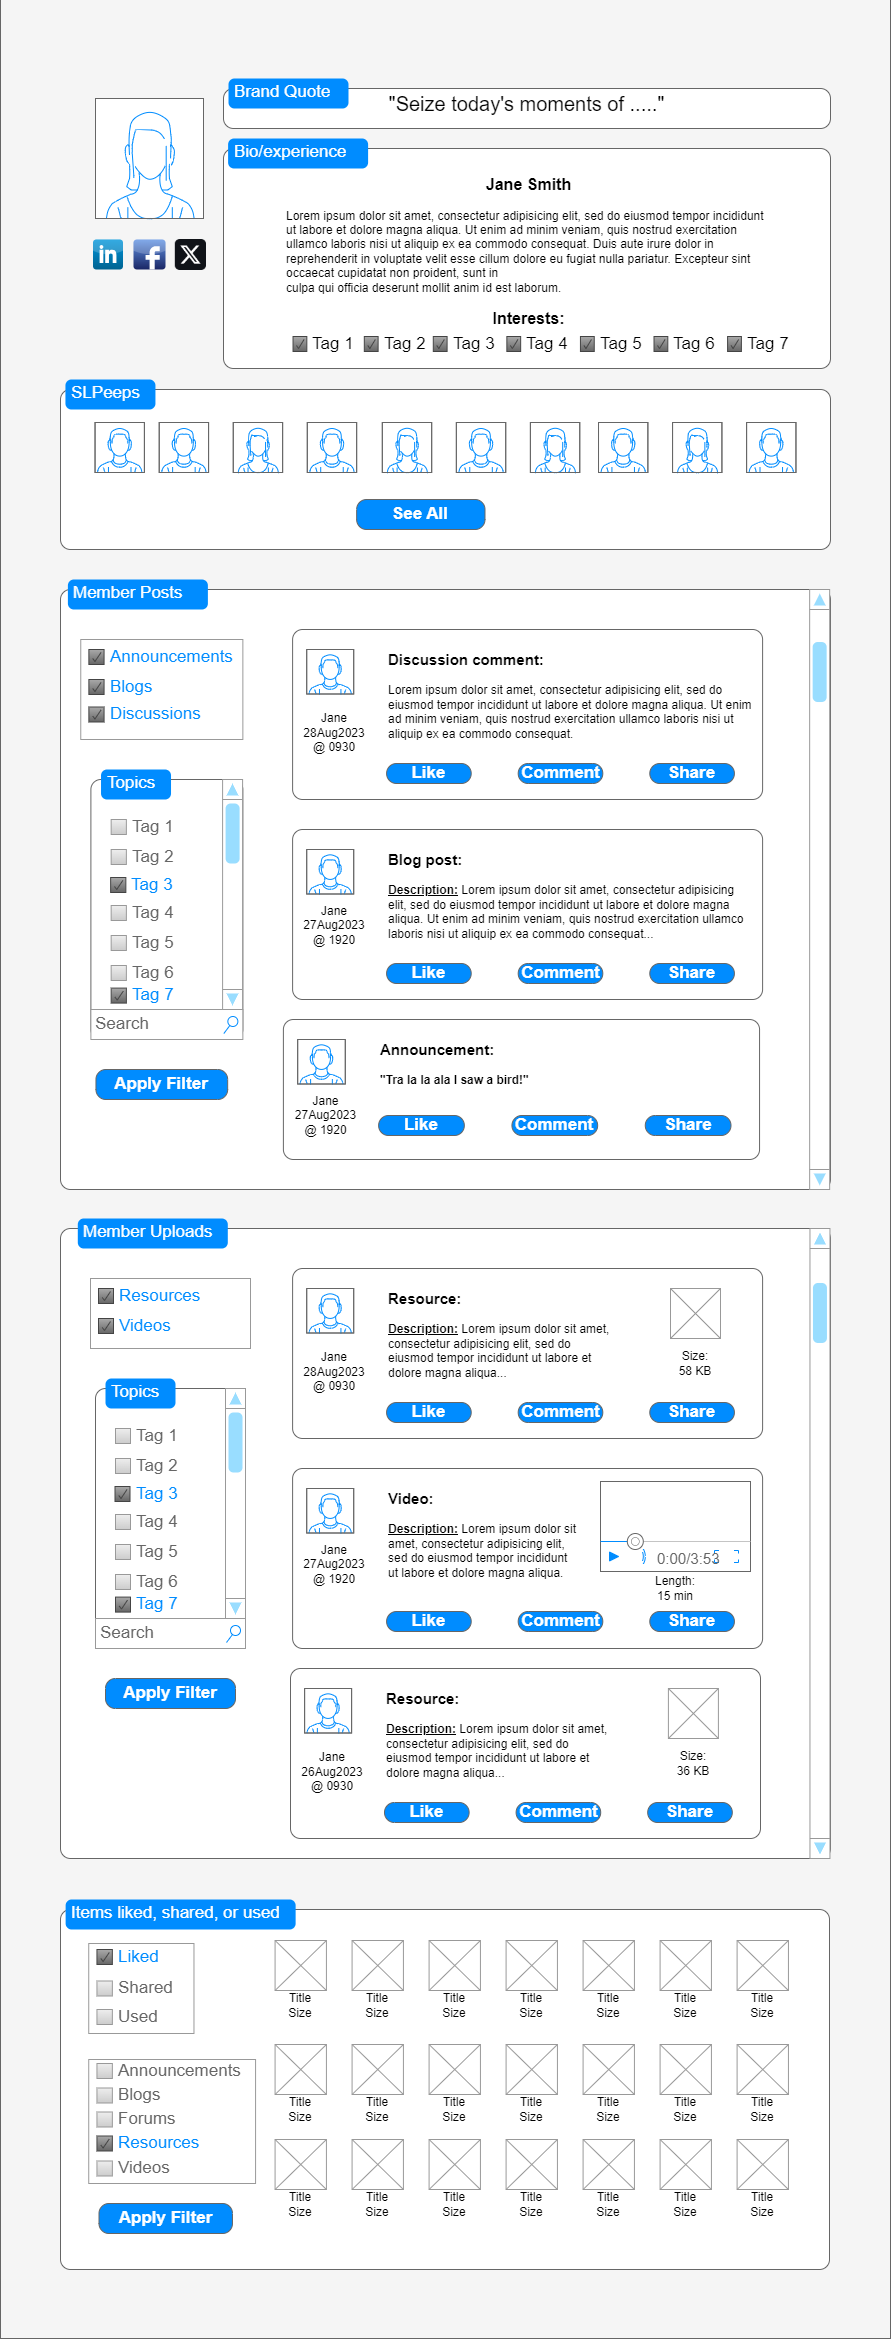 Brand Quote
"Seize today's moments of ....."
Bio/experience
Jane Smith
Lorem ipsum dolor sit amet, consectetur adipisicing elit, sed do eiusmod tempor incididunt
ut labore et dolore magna aliqua. Ut enim ad minim veniam, quis nostrud exercitation
ullamco laboris nisi ut aliquip ex ea commodo consequat. Duis aute irure dolor in
reprehenderit in voluptate velit esse cillum dolore eu fugiat nulla pariatur. Excepteur sint
occaecat cupidatat non proident, sunt in
culpa qui officia deserunt mollit anim id est laborum.
in f X
Interests:
Tag 1 Tag 2 Tag 3 Tag 4 Tag 5 Tag 6 Tag 7
SLPeeps
See All
Member Posts
Announcements
Blogs
Discussions
Topics
Tag 1
Tag 2
Tag 3
Tag 4
Tag 5
Tag 6
Tag 7
Search
Apply Filter
Discussion comment:
Lorem ipsum dolor sit amet, consectetur adipisicing elit, sed do
eiusmod tempor incididunt ut labore et dolore magna aliqua. Ut enim
ad minim veniam, quis nostrud exercitation ullamco laboris nisi ut
aliquip ex ea commodo consequat.
Jane
28Aug2023
@ 0930
Like Comment Share
Blog post:
Description: Lorem ipsum dolor sit amet, consectetur adipisicing
elit, sed do eiusmod tempor incididunt ut labore et dolore magna
aliqua. Ut enim ad minim veniam, quis nostrud exercitation ullamco
laboris nisi ut aliquip ex ea commodo consequat...
Jane
27Aug2023
@ 1920
Like Comment Share
Announcement:
"Tra la la ala I saw a bird!"
Jane
27Aug2023
@ 1920
Like Comment Share
Member Uploads
Resources
Videos
Topics
Tag 1
Tag 2
Tag 3
Tag 4
Tag 5
Tag 6
Tag 7
Search
Apply Filter
Resource:
Description: Lorem ipsum dolor sit amet,
consectetur adipisicing elit, sed do
eiusmod tempor incididunt ut labore et
dolore magna aliqua...
Jane
28Aug2023
@ 0930
Size:
58 KB
Like Comment Share
Video:
Description: Lorem ipsum dolor sit
amet, consectetur adipisicing elit,
sed do eiusmod tempor incididunt
ut labore et dolore magna aliqua.
Jane
27Aug2023
@ 1920
0:00/3:53
Length:
15 min
Like Comment Share
Resource:
Description: Lorem ipsum dolor sit amet,
consectetur adipisicing elit, sed do
eiusmod tempor incididunt ut labore et
dolore magna aliqua...
Jane
26Aug2023
@ 0930
Size:
36 KB
Like Comment Share
Items liked, shared, or used
Liked
Shared
Used
Announcements
Blogs
Forums
Resources
Videos
Apply Filter
Title Title Title Title Title Title Title
Size Size Size Size Size Size Size
Title Title Title Title Title Title Title
Size Size Size Size Size Size Size
Title Title Title Title Title Title Title
Size Size Size Size Size Size Size